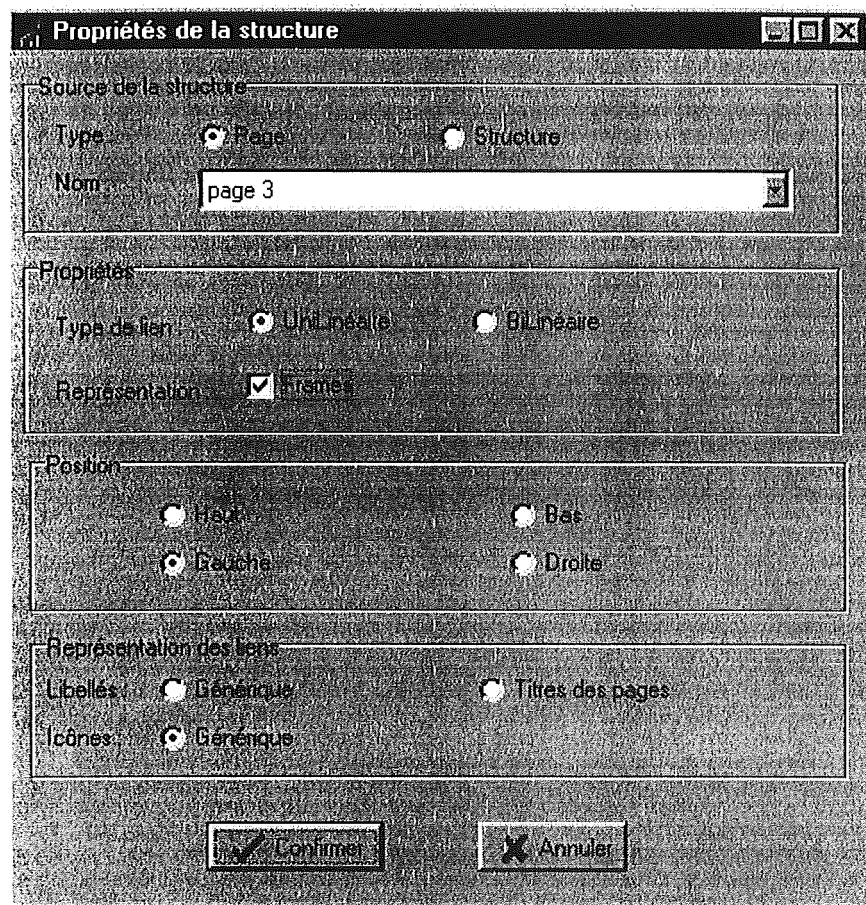 Propriétés de la structure
Source de la structure
Type : Page Structure
Nom : page 3
Propriétés
Type de lien : UniLinéaire BiLinéaire
Représentation : Frames
Position
Haut Bas
Gauche Droite
Représentation des liens
Libellés : Générique Titres des pages
Icônes : Générique
Confirmer Annuler